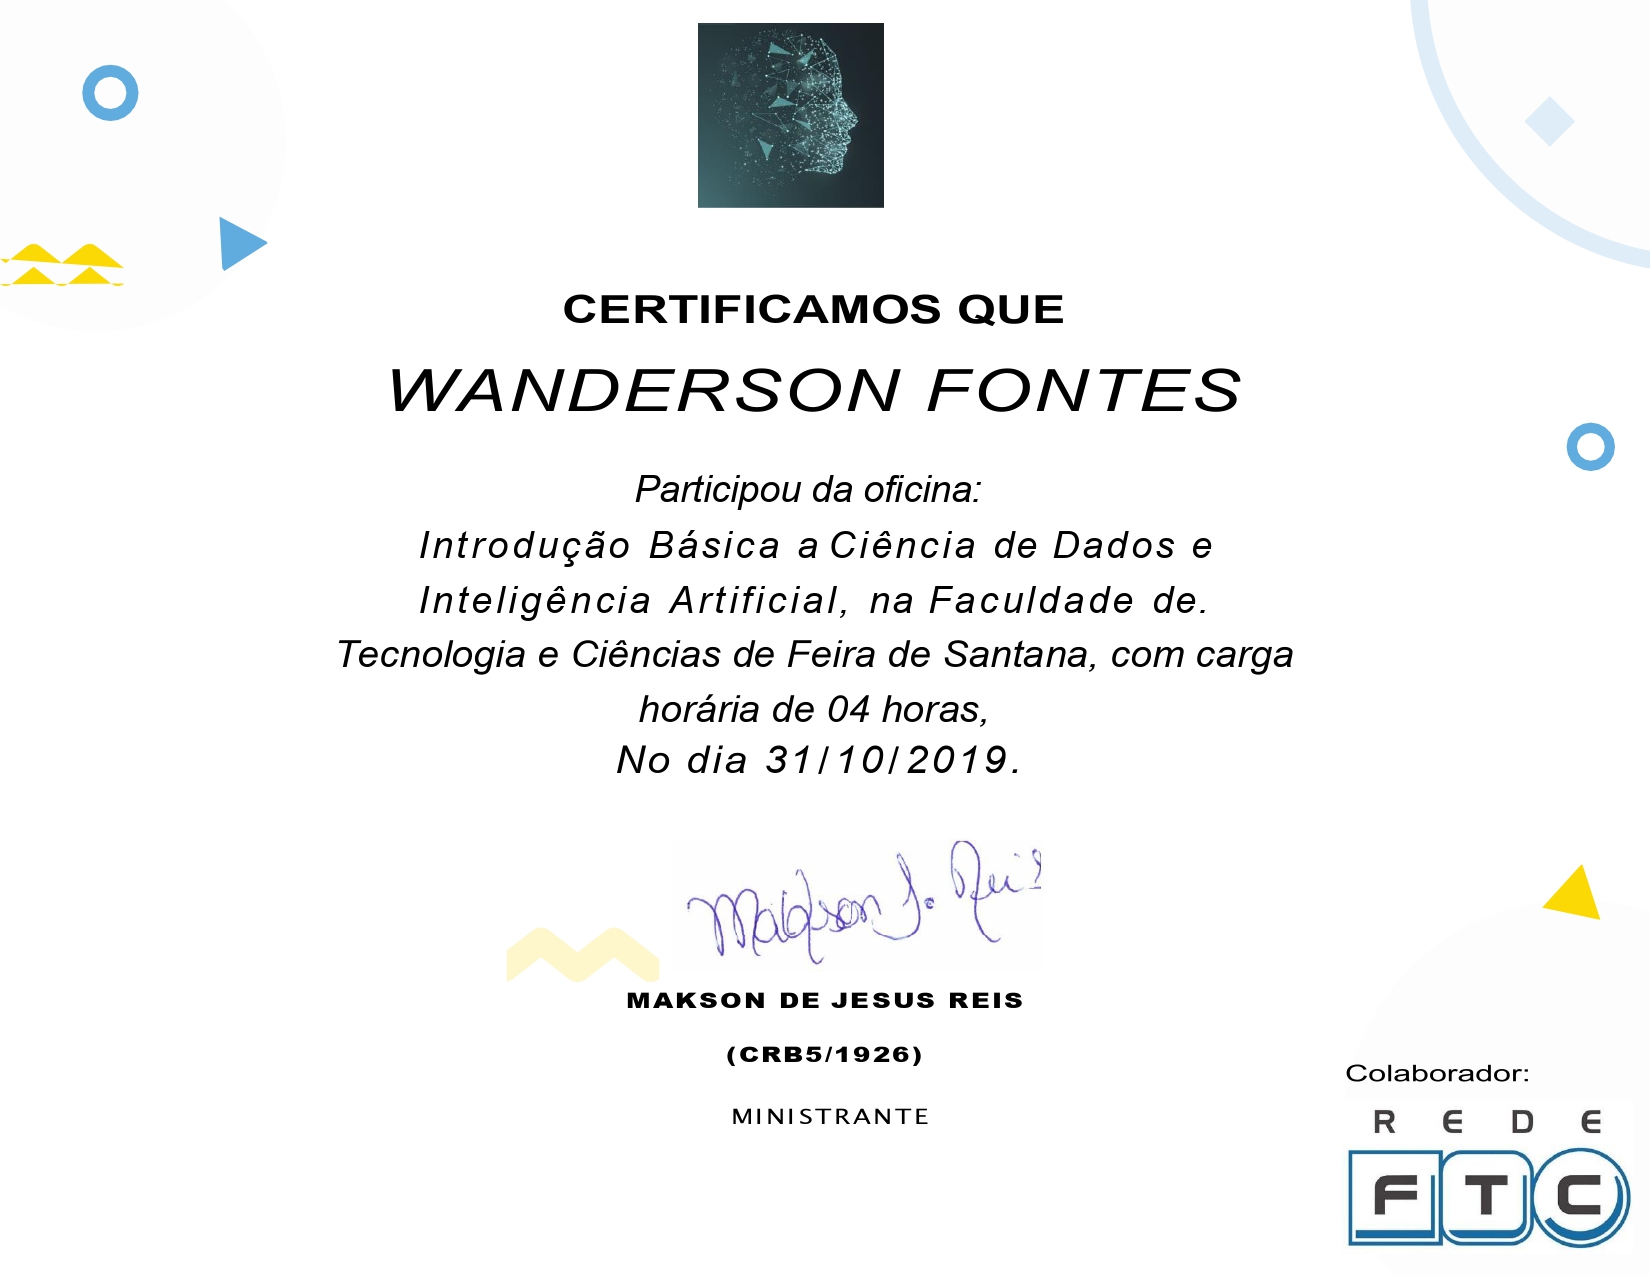 CERTIFICAMOS QUE
WANDERSON FONTES
Participou da oficina:
Introdução Básica a Ciência de Dados e
Inteligência Artificial, na Faculdade de.
Tecnologia e Ciências de Feira de Santana, com carga
horária de 04 horas,
No dia 31/10/2019.
Makson J. Reis
MAKSON DE JESUS REIS
(CRB5/1926)
MINISTRANTE
Colaborador:
REDE
FTC